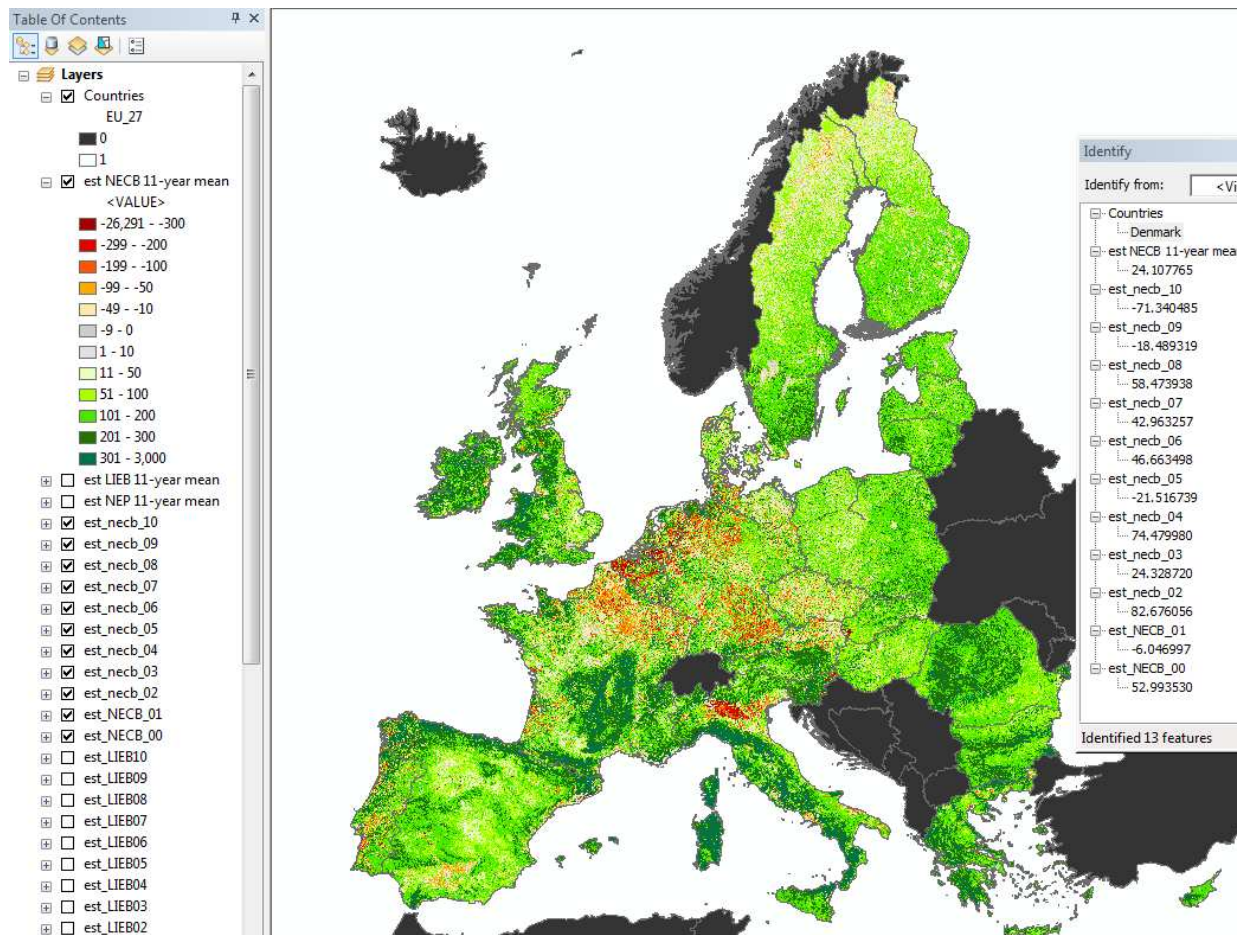 Table Of Contents
Layers
Countries
EU_27
0
1
est NECB 11-year mean
<VALUE>
-26,291 - -300
-299 - -200
-199 - -100
-99 - -50
-49 - -10
-9 - 0
1 - 10
11 - 50
51 - 100
101 - 200
201 - 300
301 - 3,000
est LIEB 11-year mean
est NEP 11-year mean
est_necb_10
est_necb_09
est_necb_08
est_necb_07
est_necb_06
est_necb_05
est_necb_04
est_necb_03
est_necb_02
est_NECB_01
est_NECB_00
est_LIEB10
est_LIEB09
est_LIEB08
est_LIEB07
est_LIEB06
est_LIEB05
est_LIEB04
est_LIEB03
est_LIEB02
Identify
Identify from: <Vi
Countries
Denmark
est NECB 11-year mea
24.107765
est_necb_10
-71.340485
est_necb_09
-18.489319
est_necb_08
58.473938
est_necb_07
42.963257
est_necb_06
46.663498
est_necb_05
-21.516739
est_necb_04
74.479980
est_necb_03
24.328720
est_necb_02
82.676056
est_NECB_01
-6.046997
est_NECB_00
52.993530
Identified 13 features